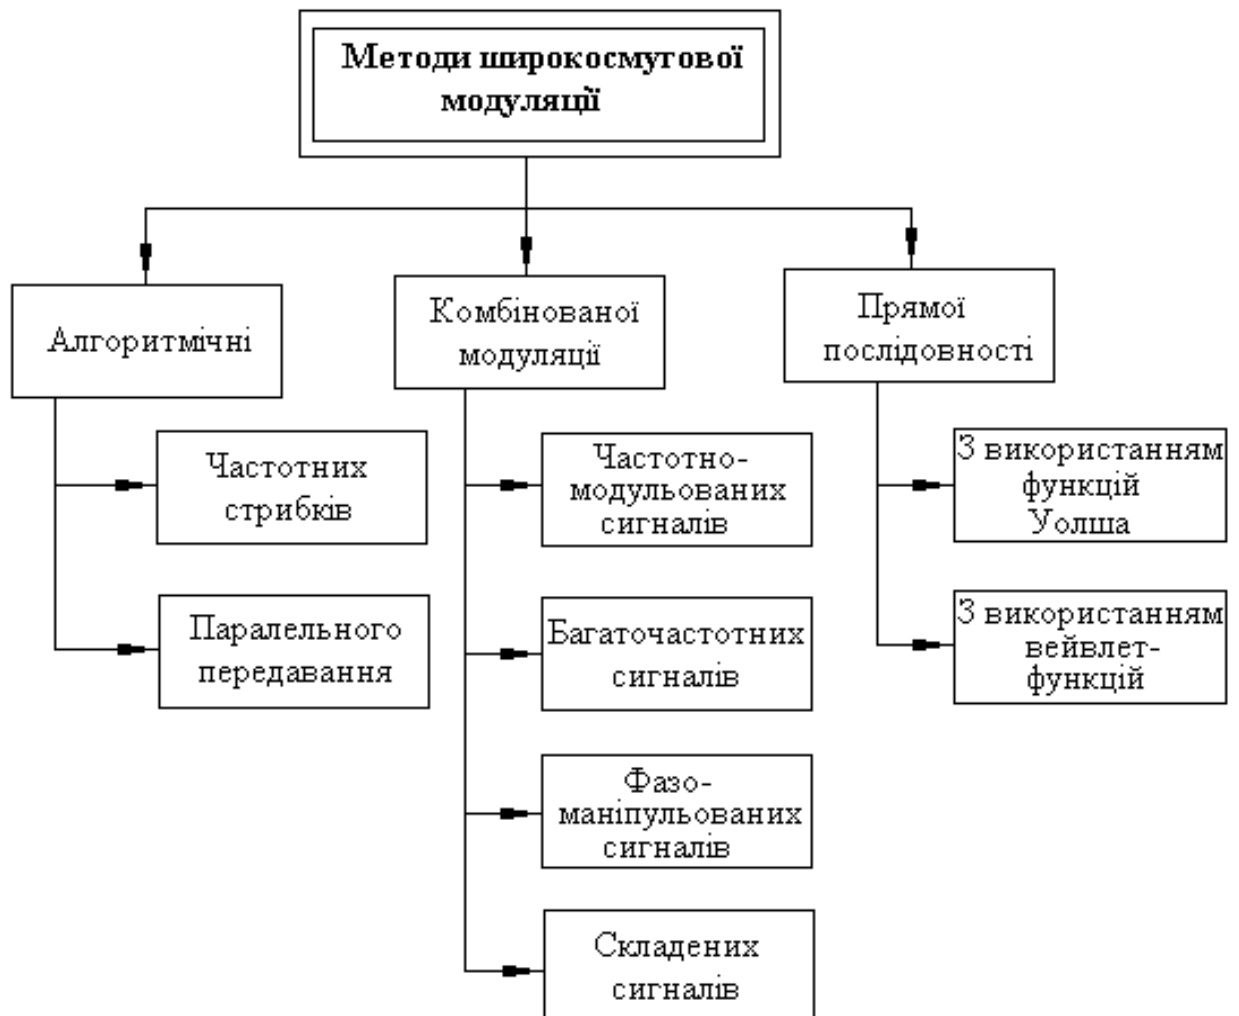 Методи широкосмугової
модуляції
Алгоритмічні
Комбінованої
модуляції
Прямої
послідовності
Частотних
стрибків
Паралельного
передавання
Частотно-
модульованих
сигналів
Багаточастотних
сигналів
Фазо-
маніпульованих
сигналів
Складених
сигналів
З використанням
функцій
Уолша
З використанням
вейвлет-
функцій